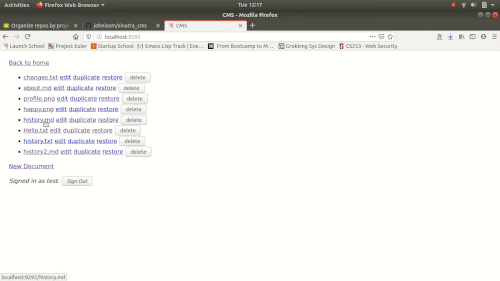 Activities Firefox Web Browser Tue 12:17
CMS - Mozilla Firefox
Organize repos by proje johnisom/sinatra_cms CMS
localhost:9292
Launch School Project Euler Startup School Emacs Lisp Track | Exe... From Bootcamp to M... Grokking Sys Design CS253 - Web Security
Back to home
changes.txt edit duplicate restore delete
about.md edit duplicate restore delete
profile.png edit duplicate restore delete
happy.png edit duplicate restore delete
history.md edit duplicate restore delete
Hello.txt edit duplicate restore delete
history.txt edit duplicate restore delete
history2.md edit duplicate restore delete
New Document
Signed in as test. Sign Out
localhost:9292/history.md